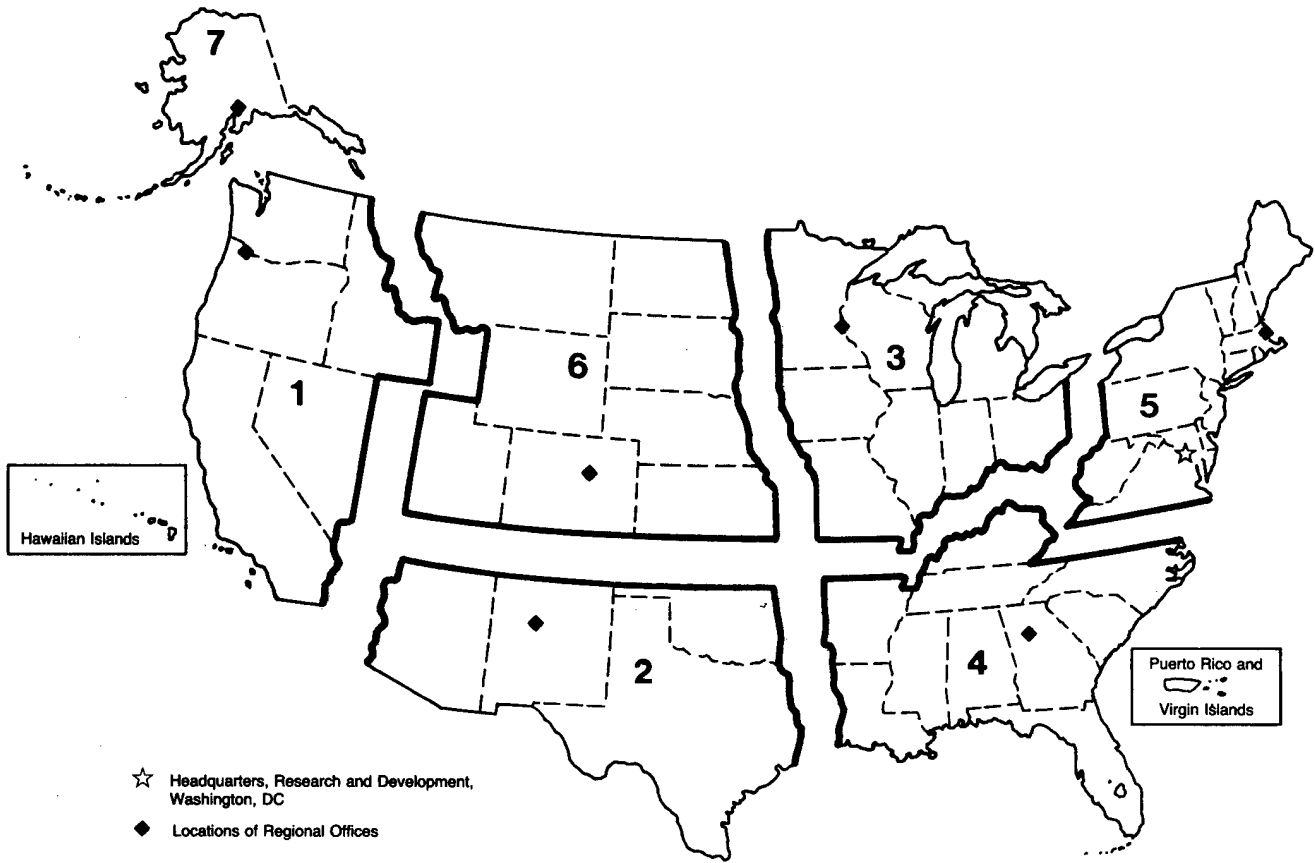 7
6
3
1
5
Hawaiian Islands
4
2
Puerto Rico and
Virgin Islands
☆ Headquarters, Research and Development,
Washington, DC
◆ Locations of Regional Offices